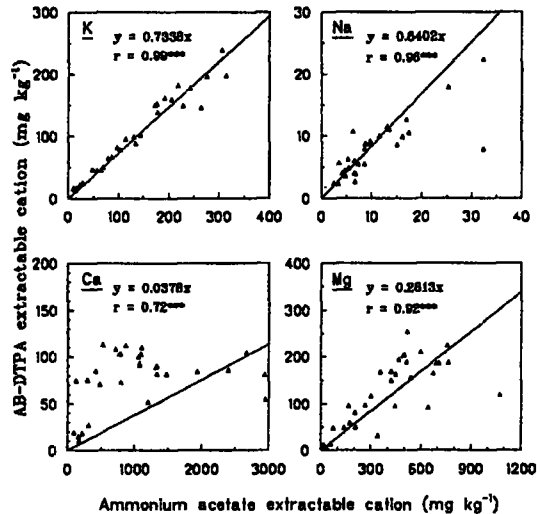 K
y = 0.7338x
r = 0.99***
Na
y = 0.8402x
r = 0.96***
300
200
100
0
0 100 200 300 400
30
20
10
0
0 10 20 30 40
Ca
y = 0.0378x
r = 0.72***
Mg
y = 0.2813x
r = 0.92***
200
150
100
50
0
0 1000 2000 3000
400
300
200
100
0
0 300 600 900 1200
AB-DTPA extractable cation (mg kg⁻¹)
Ammonium acetate extractable cation (mg kg⁻¹)